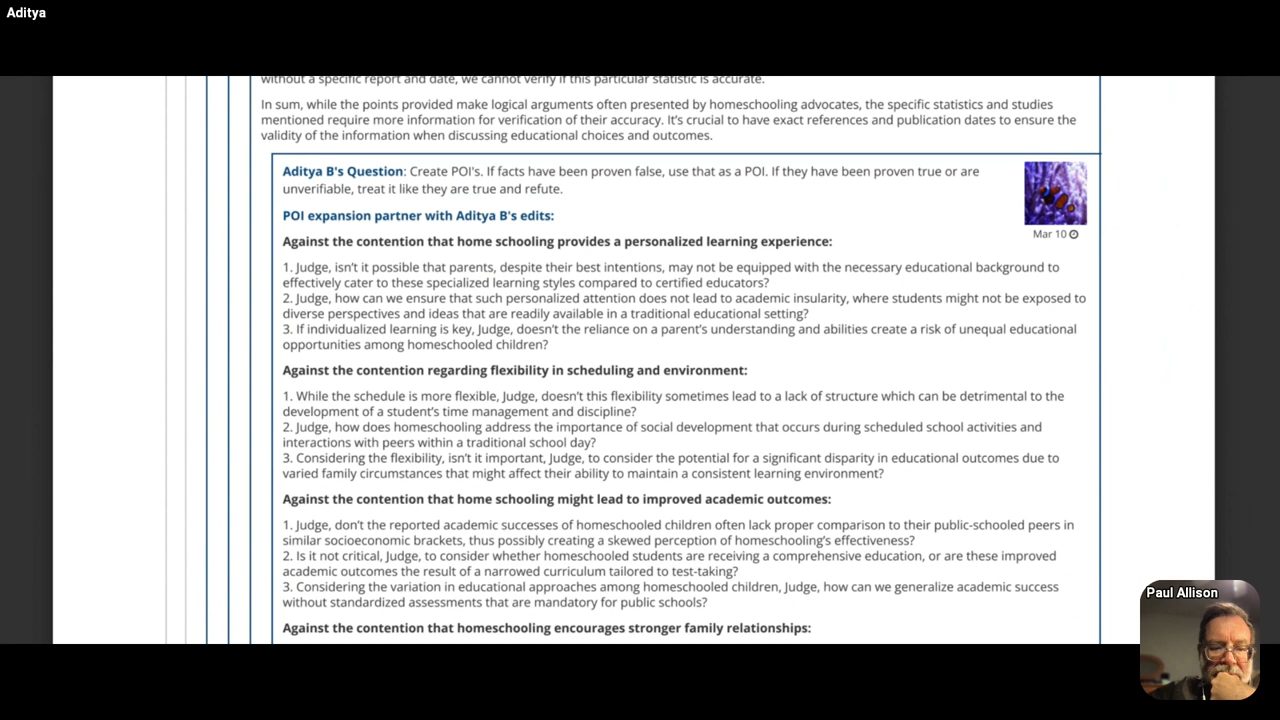 Aditya
without a specific report and date, we cannot verify if this particular statistic is accurate.
In sum, while the points provided make logical arguments often presented by homeschooling advocates, the specific statistics and studies
mentioned require more information for verification of their accuracy. It's crucial to have exact references and publication dates to ensure the
validity of the information when discussing educational choices and outcomes.
Aditya B's Question: Create POI's. If facts have been proven false, use that as a POI. If they have been proven true or are
unverifiable, treat it like they are true and refute.
Mar 10
POI expansion partner with Aditya B's edits:
Against the contention that home schooling provides a personalized learning experience:
1. Judge, isn't it possible that parents, despite their best intentions, may not be equipped with the necessary educational background to
effectively cater to these specialized learning styles compared to certified educators?
2. Judge, how can we ensure that such personalized attention does not lead to academic insularity, where students might not be exposed to
diverse perspectives and ideas that are readily available in a traditional educational setting?
3. If individualized learning is key, Judge, doesn't the reliance on a parent's understanding and abilities create a risk of unequal educational
opportunities among homeschooled children?
Against the contention regarding flexibility in scheduling and environment:
1. While the schedule is more flexible, Judge, doesn't this flexibility sometimes lead to a lack of structure which can be detrimental to the
development of a student's time management and discipline?
2. Judge, how does homeschooling address the importance of social development that occurs during scheduled school activities and
interactions with peers within a traditional school day?
3. Considering the flexibility, isn't it important, Judge, to consider the potential for a significant disparity in educational outcomes due to
varied family circumstances that might affect their ability to maintain a consistent learning environment?
Against the contention that home schooling might lead to improved academic outcomes:
1. Judge, don't the reported academic successes of homeschooled children often lack proper comparison to their public-schooled peers in
similar socioeconomic brackets, thus possibly creating a skewed perception of homeschooling's effectiveness?
2. Is it not critical, Judge, to consider whether homeschooled students are receiving a comprehensive education, or are these improved
academic outcomes the result of a narrowed curriculum tailored to test-taking?
3. Considering the variation in educational approaches among homeschooled children, Judge, how can we generalize academic success
without standardized assessments that are mandatory for public schools?
Against the contention that homeschooling encourages stronger family relationships:
Paul Allison